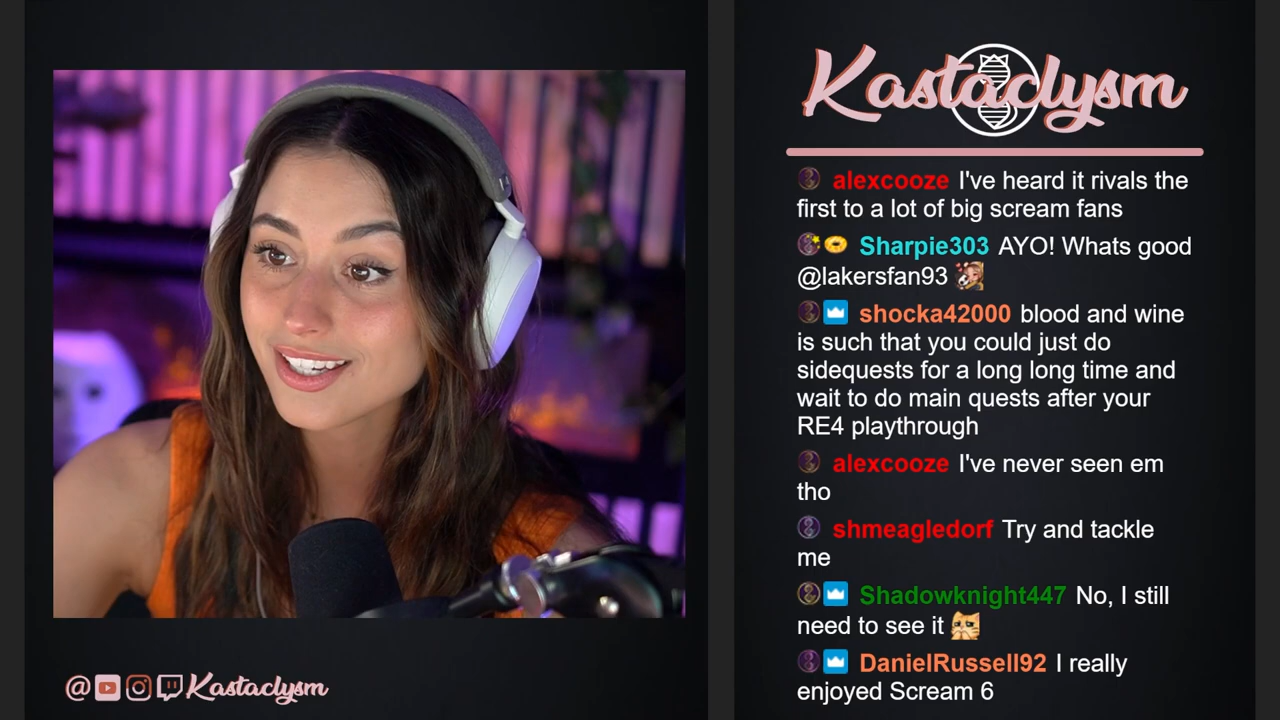 Kastaclysm
alexcooze I've heard it rivals the
first to a lot of big scream fans
Sharpie303 AYO! Whats good
@lakersfan93
shocka42000 blood and wine
is such that you could just do
sidequests for a long long time and
wait to do main quests after your
RE4 playthrough
alexcooze I've never seen em
tho
shmeagledorf Try and tackle
me
Shadowknight447 No, I still
need to see it
DanielRussell92 I really
enjoyed Scream 6
@Kastaclysm